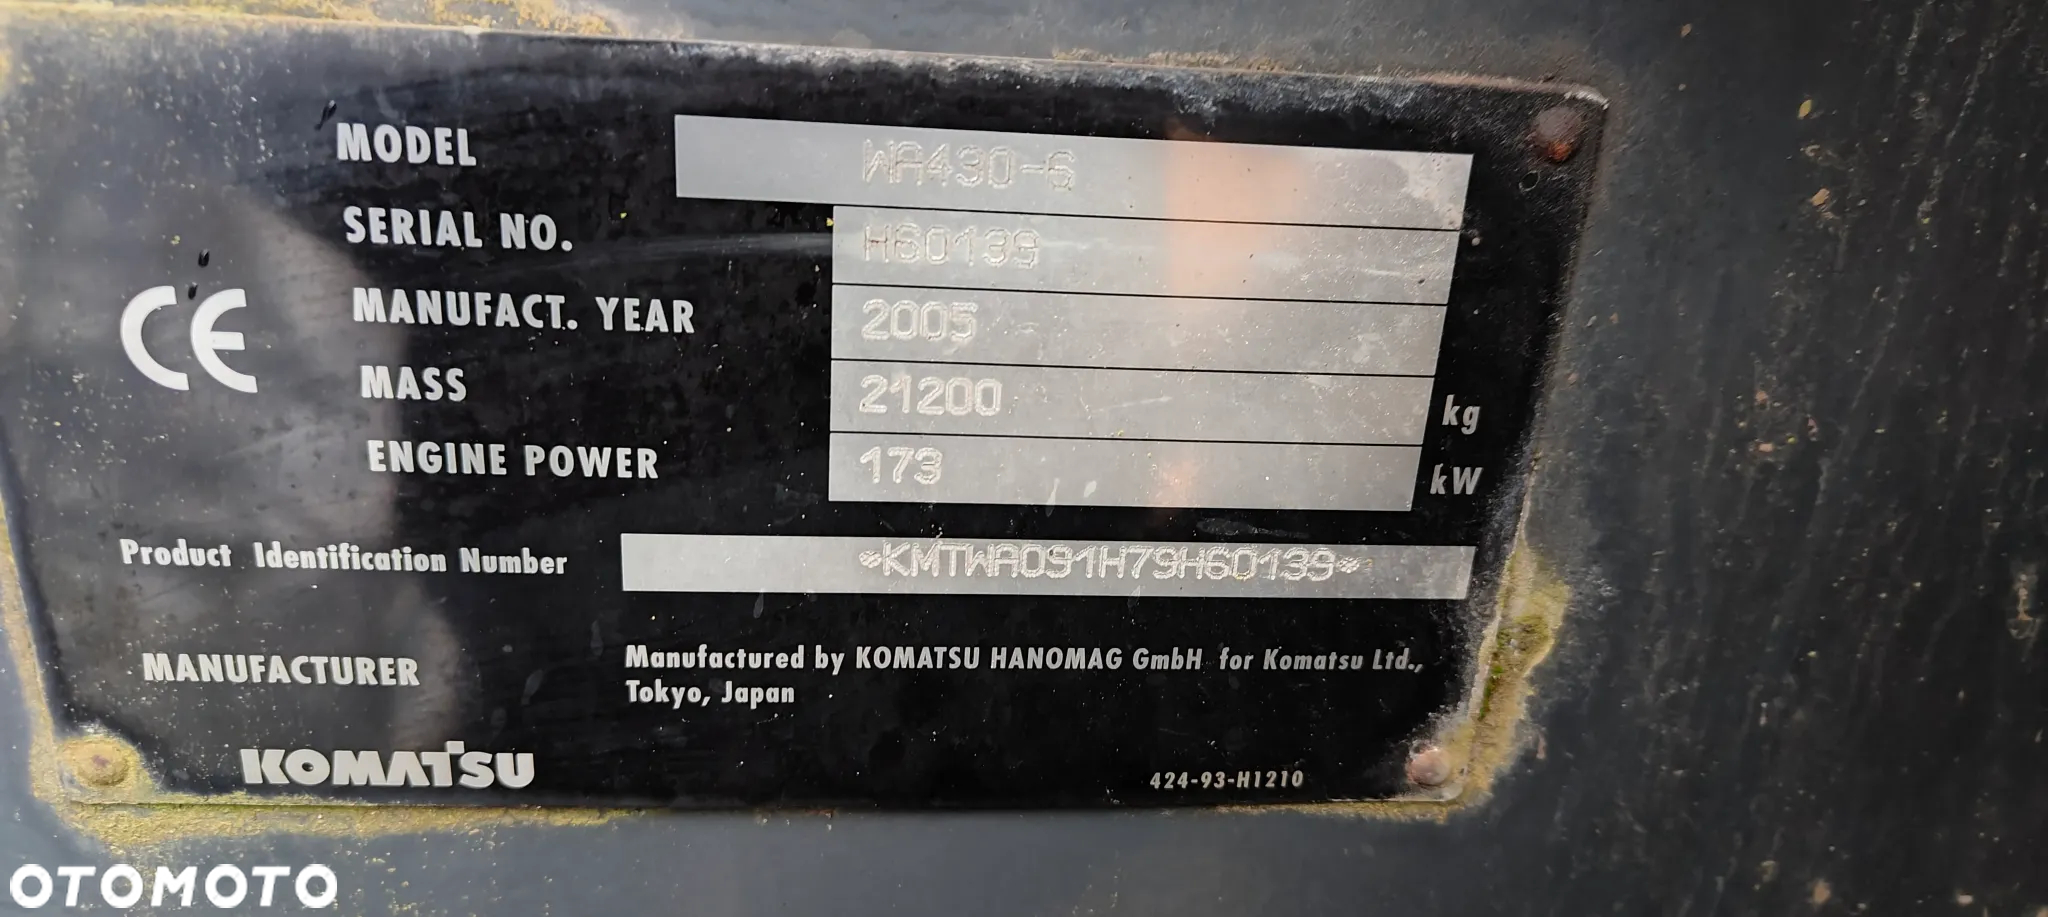 MODEL WA430-6
SERIAL NO. H60139
MANUFACT. YEAR 2005
CE
MASS 21200 kg
ENGINE POWER 173 kW
Product Identification Number *KMTWA091H79H60139*
MANUFACTURER Manufactured by KOMATSU HANOMAG GmbH for Komatsu Ltd.,
Tokyo, Japan
KOMATSU
424-93-H1210
OTOMOTO